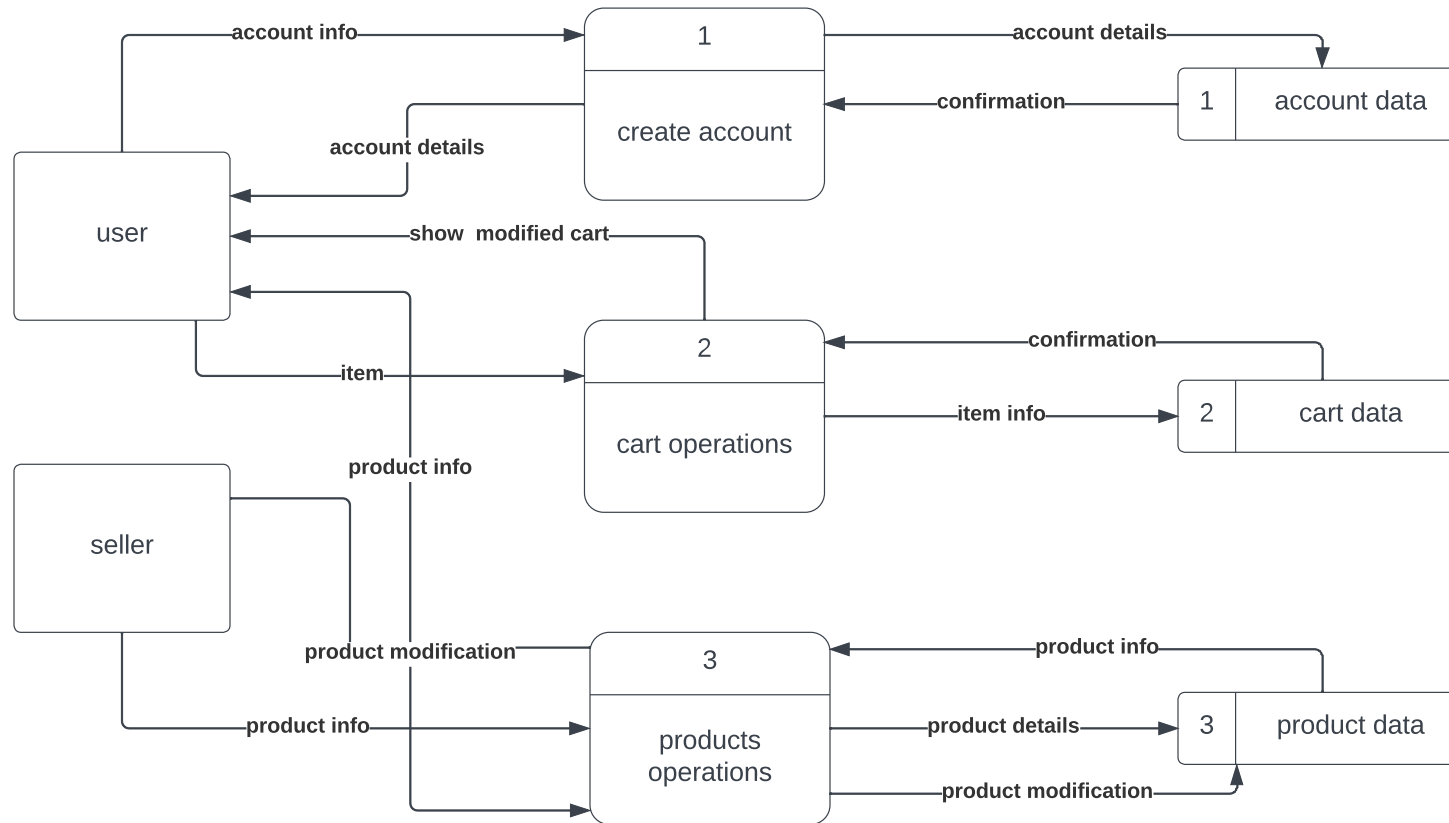 account info
1
account details
confirmation
1
account data
create account
account details
user
show  modified cart
2
confirmation
item
item info
2
cart data
cart operations
product info
seller
product modification
3
product info
product info
products
operations
product details
3
product data
product modification